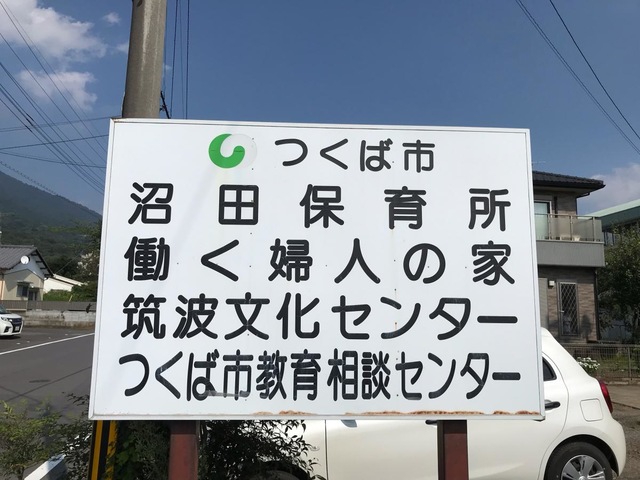 つくば市
沼田保育所
働く婦人の家
筑波文化センター
つくば市教育相談センター